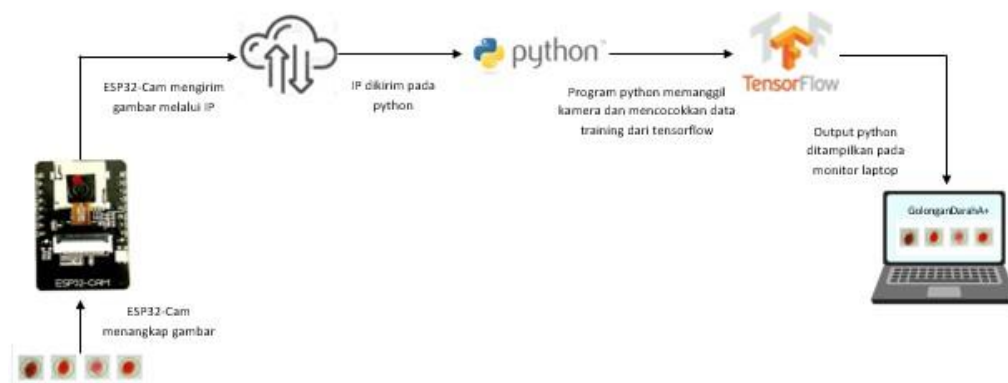 ESP32-Cam mengirim
gambar melalui IP
IP dikirim pada
python
python
Program python memanggil
kamera dan mencocokkan data
training dari tensorflow
TensorFlow
Output python
ditampilkan pada
monitor laptop
GolonganDarahA+
ESP32-CAM
ESP32-Cam
menangkap gambar